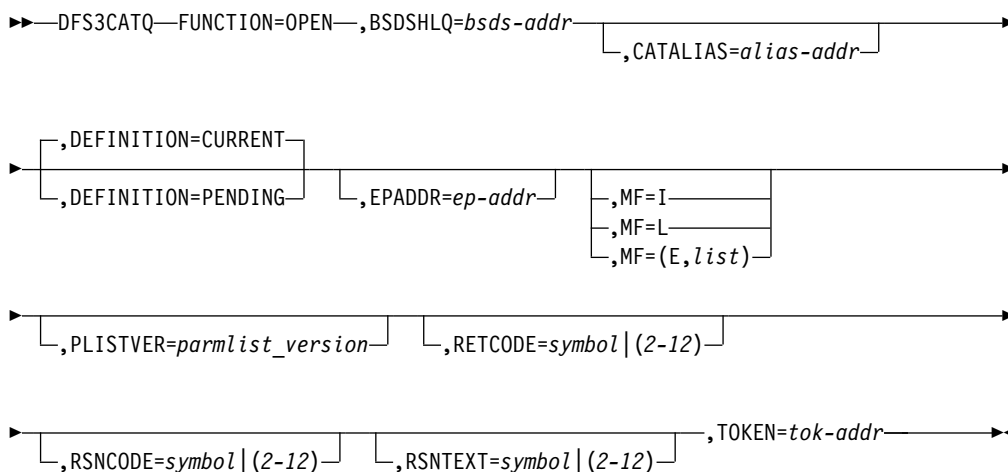 DFS3CATQ FUNCTION=OPEN ,BSDSHLQ=bsds-addr
,CATALIAS=alias-addr
,DEFINITION=CURRENT
,DEFINITION=PENDING
,EPADDR=ep-addr
,MF=I
,MF=L
,MF=(E,list)
,PLISTVER=parmlist_version
,RETCODE=symbol|(2-12)
,RSNCODE=symbol|(2-12)
,RSNTEXT=symbol|(2-12)
,TOKEN=tok-addr